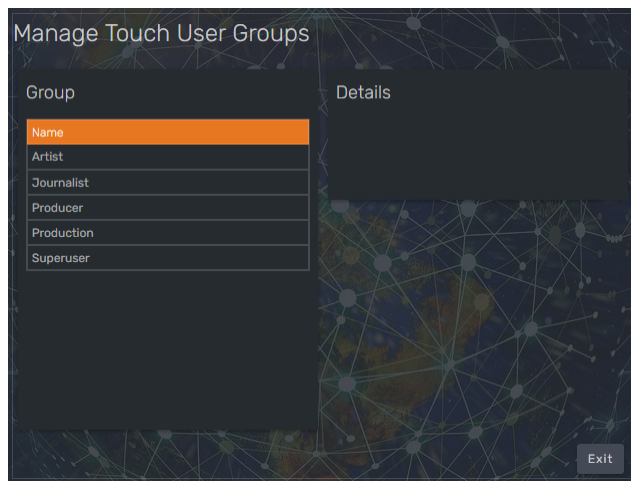 Manage Touch User Groups
Group
Name
Artist
Journalist
Producer
Production
Superuser
Details
Exit